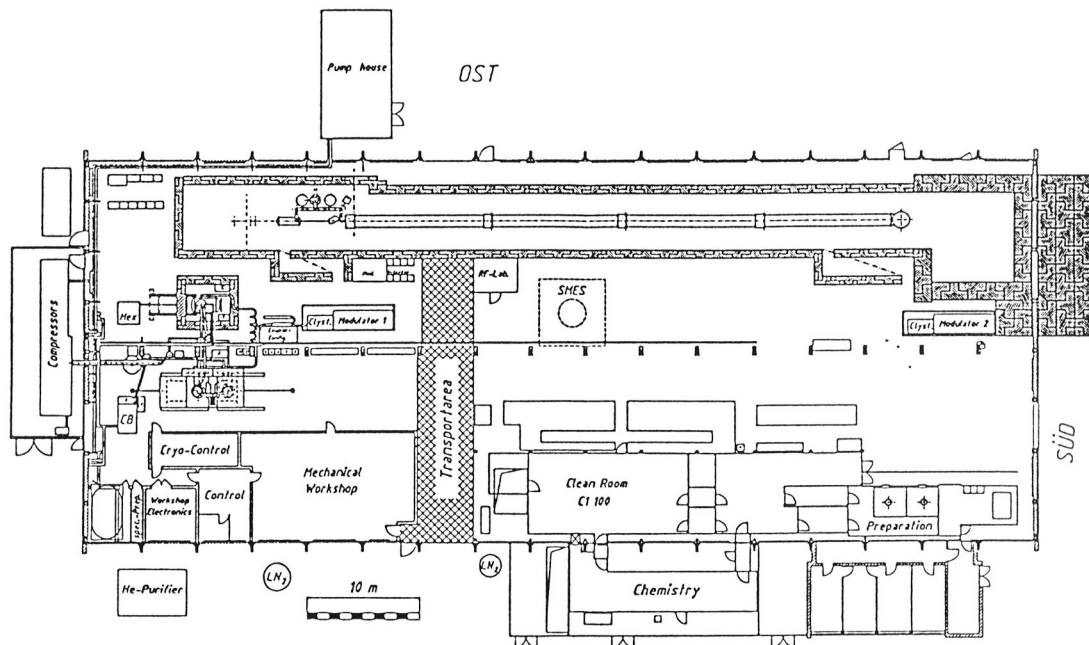 Pump house
OST
Mod.
RF-Lab.
SMES
Hex
Clyst.
Modulator 1
Clyst.
Modulator 2
Compressors
CB
Transportarea
SÜD
Cryo-Control
Mechanical
Workshop
Clean Room
Cl 100
Workshop
Electronics
Control
Preparation
LN₂
LN₂
He-Purifier
10 m
Chemistry